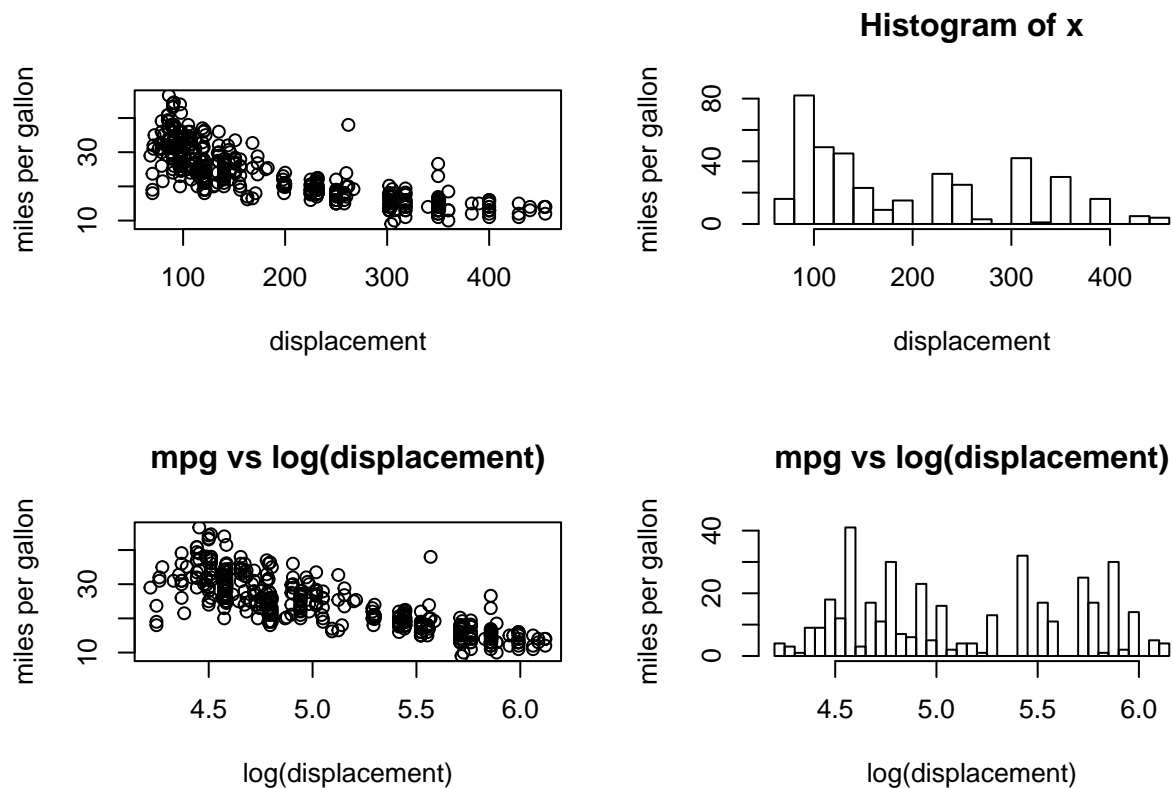 miles per gallon
10
30
100
200
300
400
displacement
Histogram of x
miles per gallon
0
40
80
100
200
300
400
displacement
mpg vs log(displacement)
miles per gallon
10
30
4.5
5.0
5.5
6.0
log(displacement)
mpg vs log(displacement)
miles per gallon
0
20
40
4.5
5.0
5.5
6.0
log(displacement)